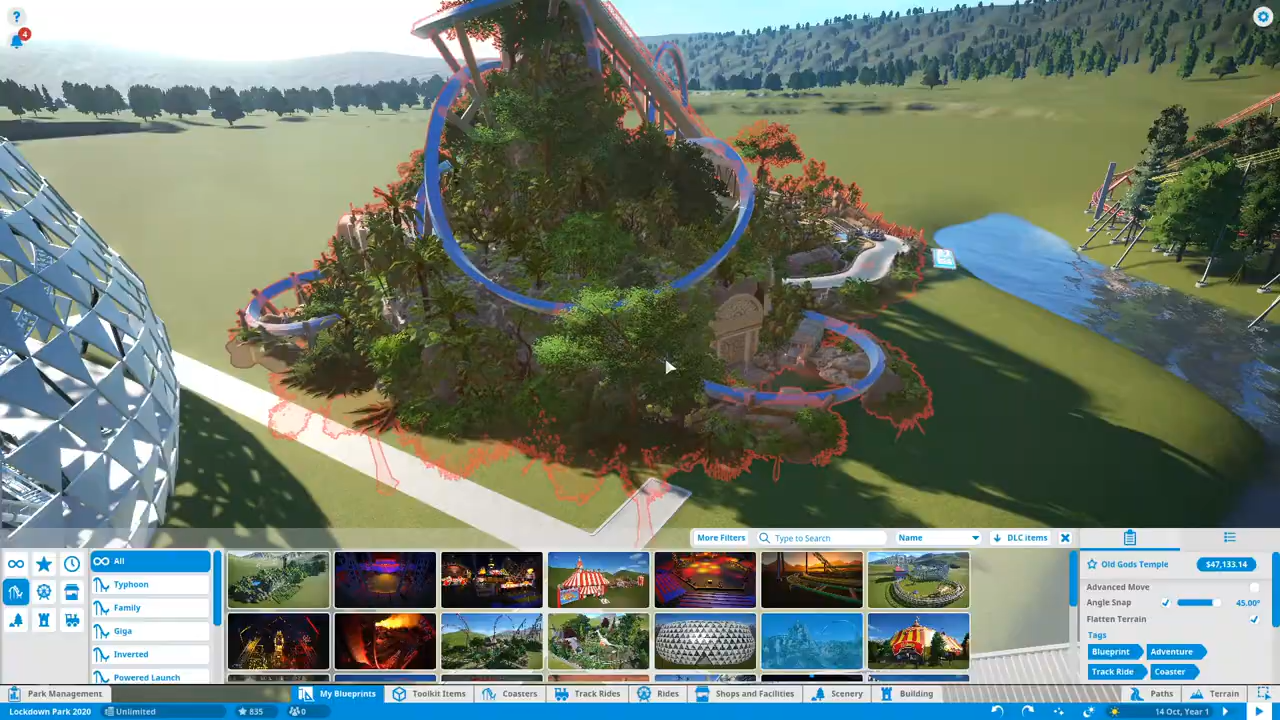 ?
4
More Filters
Type to Search
Name
DLC items
All
Typhoon
Family
Giga
Inverted
Powered Launch
Old Gods Temple
$47,133.14
Advanced Move
Angle Snap
45.00°
Flatten Terrain
Tags
Blueprint
Adventure
Track Ride
Coaster
Park Management
My Blueprints
Toolkit Items
Coasters
Track Rides
Rides
Shops and Facilities
Scenery
Building
Paths
Terrain
Lockdown Park 2020
Unlimited
835
0
14 Oct, Year 1